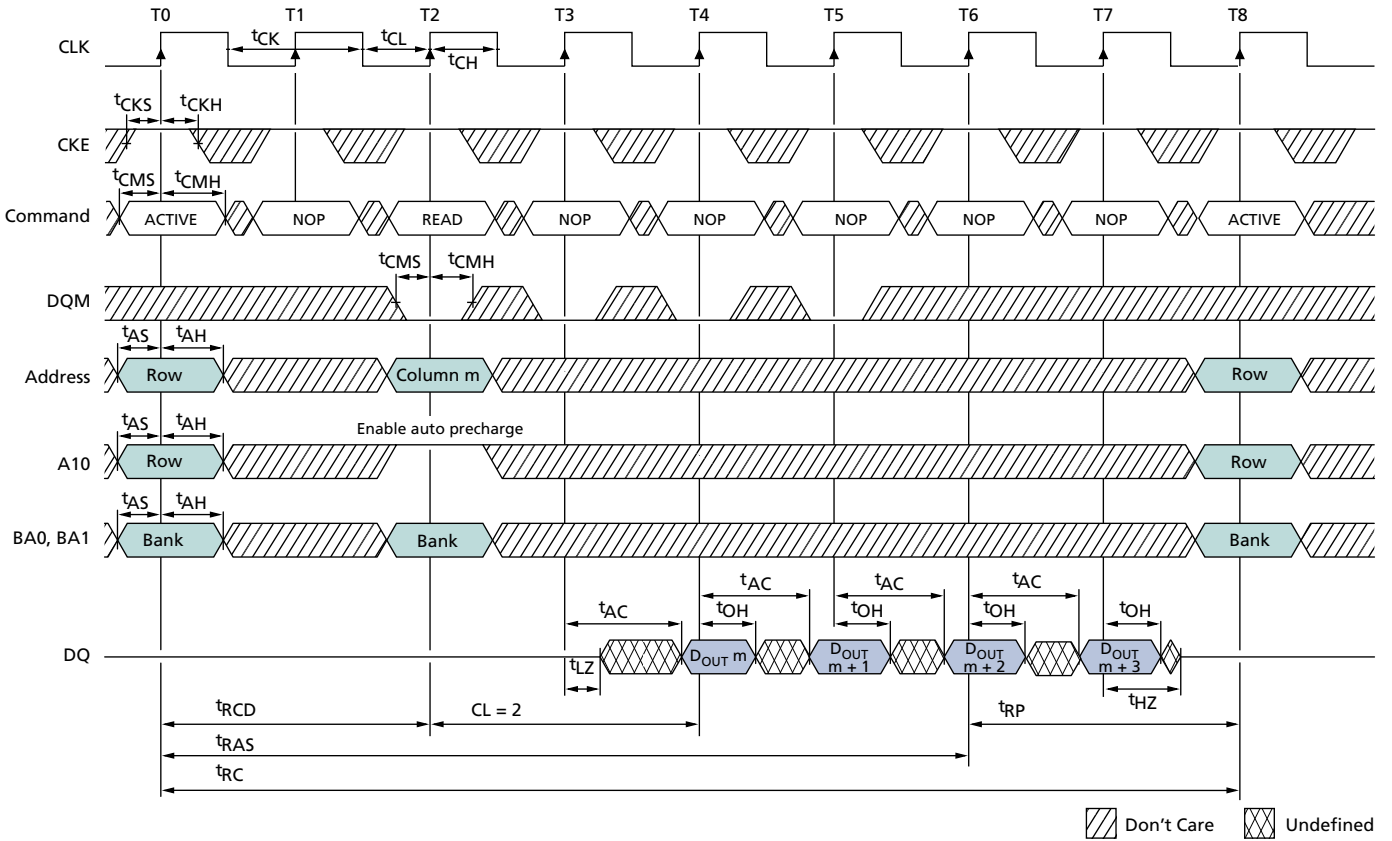 T0 T1 T2 T3 T4 T5 T6 T7 T8
CLK tCK tCL tCH
tCKS tCKH
CKE
tCMS tCMH
Command ACTIVE NOP READ NOP NOP NOP NOP NOP ACTIVE
tCMS tCMH
DQM
tAS tAH
Address Row Column m Row
tAS tAH Enable auto precharge
A10 Row Row
tAS tAH
BA0, BA1 Bank Bank Bank
tAC tAC tAC
tAC tOH tOH tOH tOH
DQ DOUT m DOUT m + 1 DOUT m + 2 DOUT m + 3
tLZ tHZ
tRCD CL = 2 tRP
tRAS
tRC
Don't Care Undefined